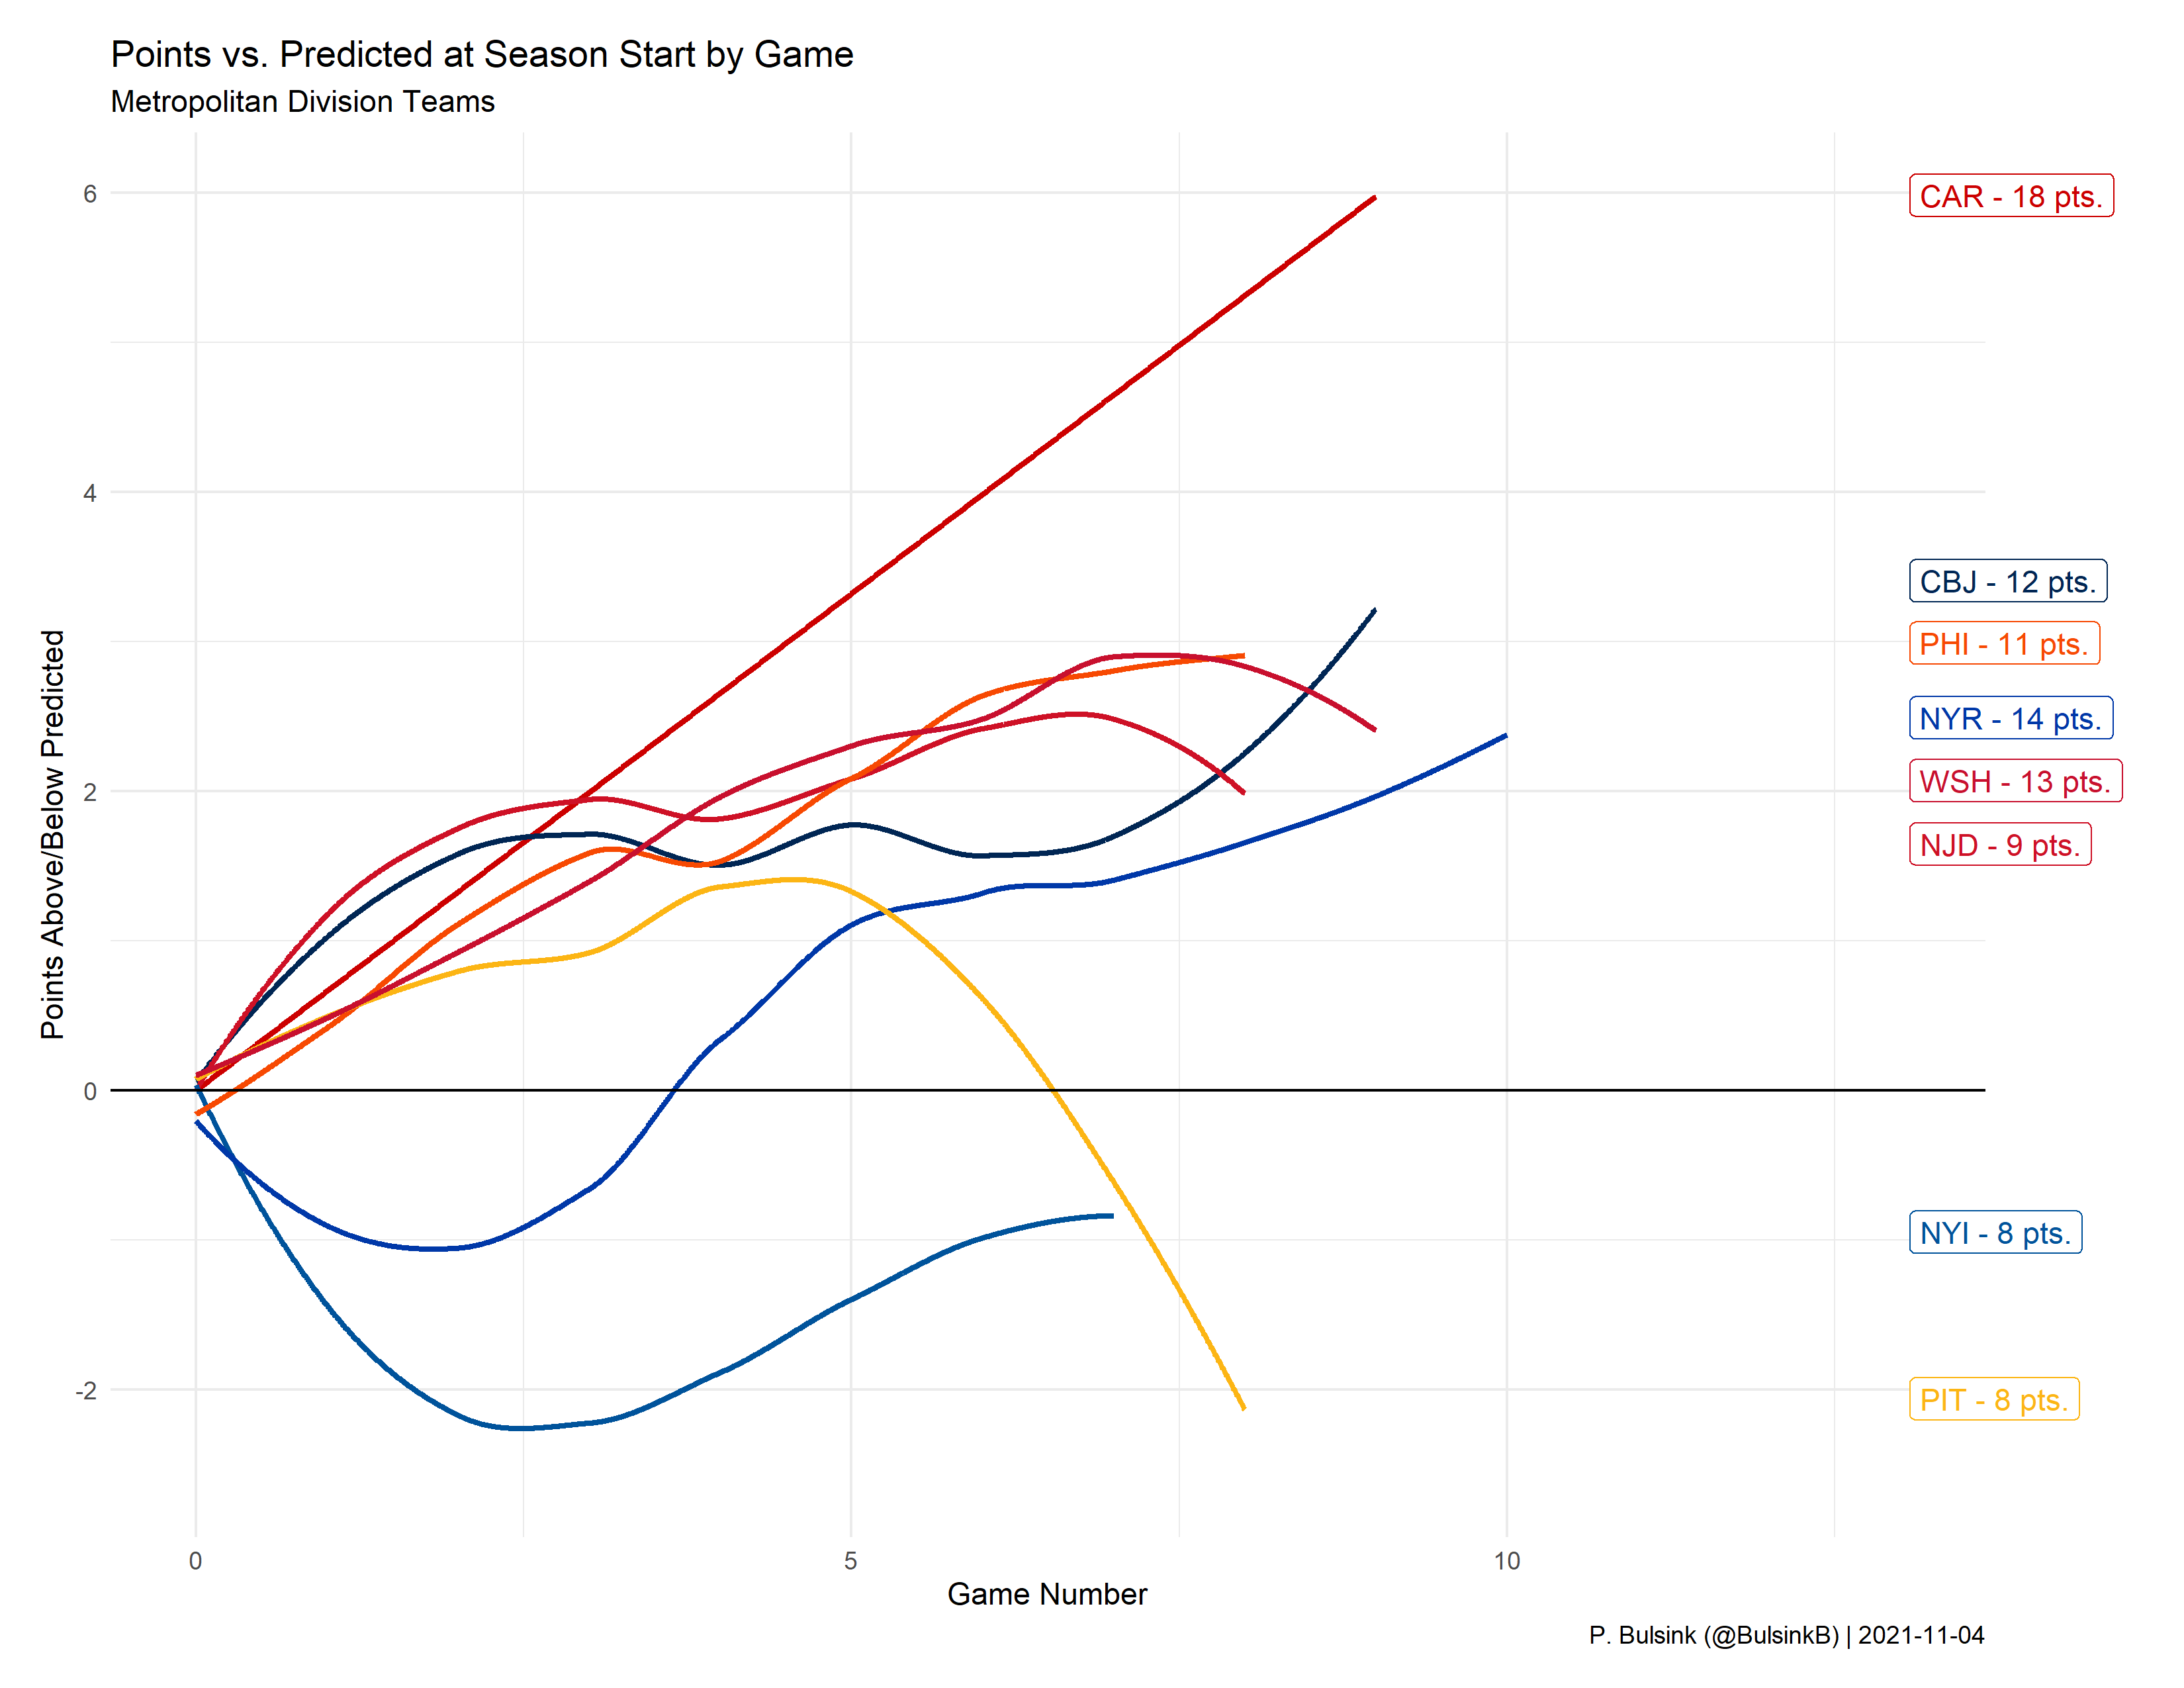 Points vs. Predicted at Season Start by Game
Metropolitan Division Teams
Points Above/Below Predicted
6
4
2
0
-2
CAR - 18 pts.
CBJ - 12 pts.
PHI - 11 pts.
NYR - 14 pts.
WSH - 13 pts.
NJD - 9 pts.
NYI - 8 pts.
PIT - 8 pts.
0
5
10
Game Number
P. Bulsink (@BulsinkB) | 2021-11-04